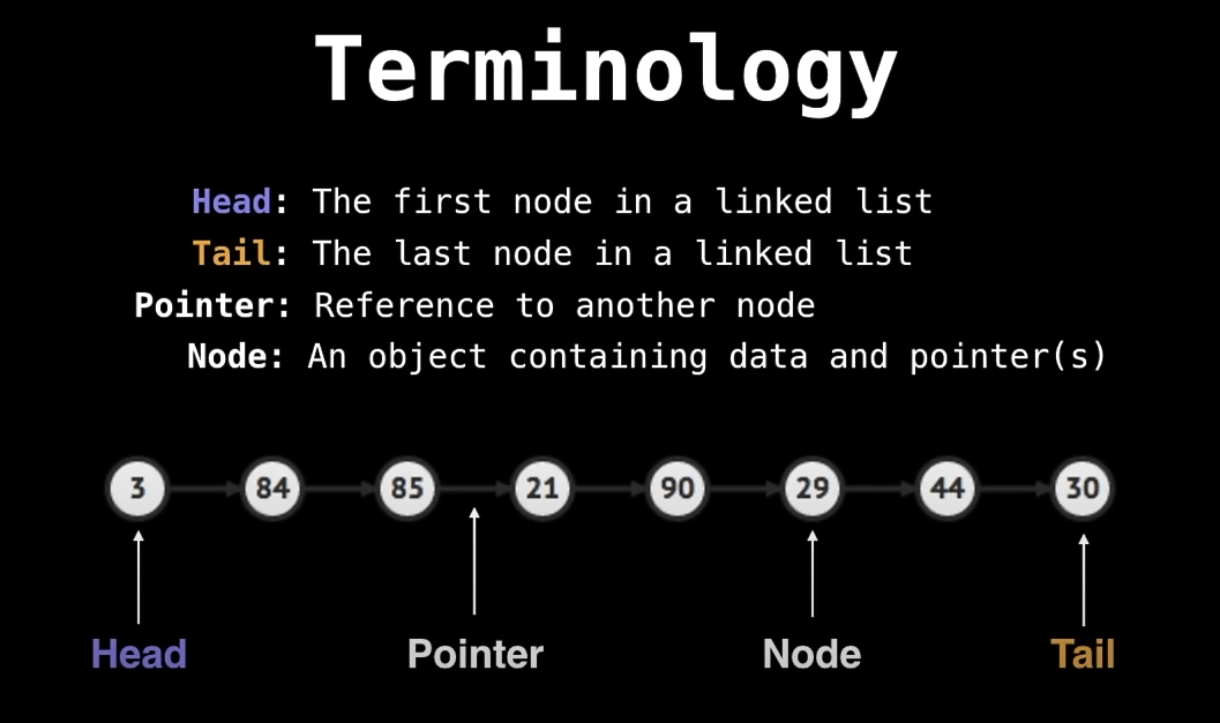 Terminology
Head: The first node in a linked list
Tail: The last node in a linked list
Pointer: Reference to another node
Node: An object containing data and pointer(s)
3 84 85 21 90 29 44 30
Head Pointer Node Tail